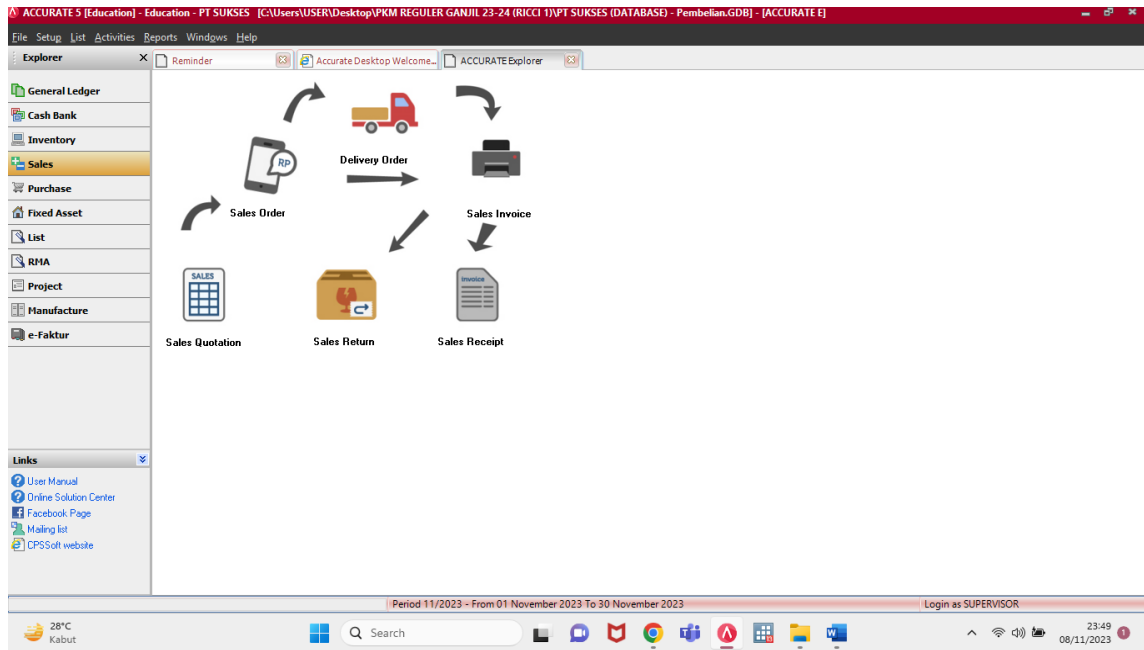 ACCURATE 5 [Education] - Education - PT SUKSES [C:\Users\USER\Desktop\PKM REGULER GANJIL 23-24 (RICCI 1)\PT SUKSES (DATABASE) - Pembelian.GDB] - [ACCURATE E]
File Setup List Activities Reports Windows Help
Explorer
Reminder
Accurate Desktop Welcome...
ACCURATE Explorer
General Ledger
Cash Bank
Inventory
Sales
Purchase
Fixed Asset
List
RMA
Project
Manufacture
e-Faktur
Delivery Order
RP
Sales Order
Sales Invoice
SALES
Invoice
Sales Quotation
Sales Return
Sales Receipt
Links
User Manual
Online Solution Center
Facebook Page
Mailing list
CPSSoft website
Period 11/2023 - From 01 November 2023 To 30 November 2023
Login as SUPERVISOR
28°C
Kabut
Search
23:49
08/11/2023
1